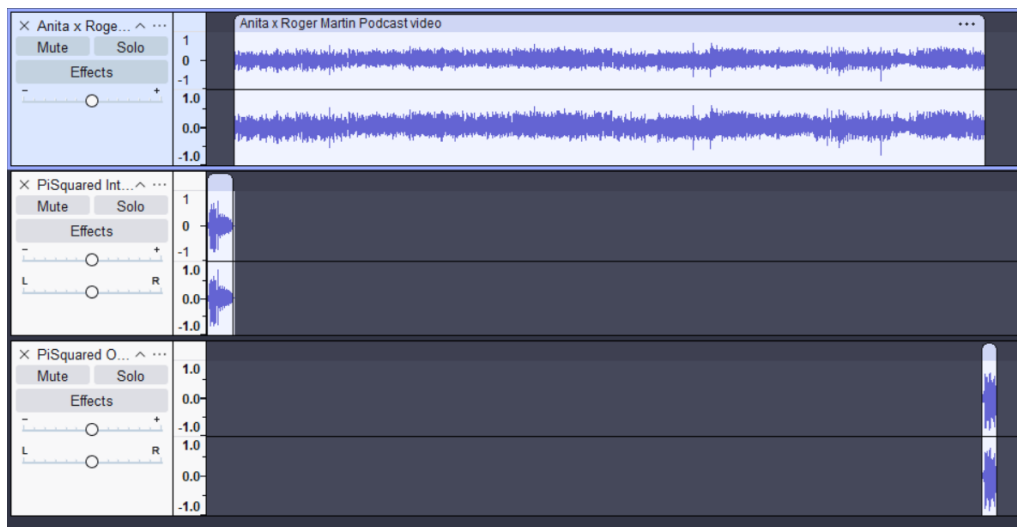 Anita x Roge... Anita x Roger Martin Podcast video
Mute Solo
Effects
- +
1
0
-1
1.0
0.0
-1.0
PiSquared Int...
Mute Solo
Effects
- +
L R
1
0
-1
1.0
0.0
-1.0
PiSquared O...
Mute Solo
Effects
- +
L R
1.0
0.0
-1.0
1.0
0.0
-1.0